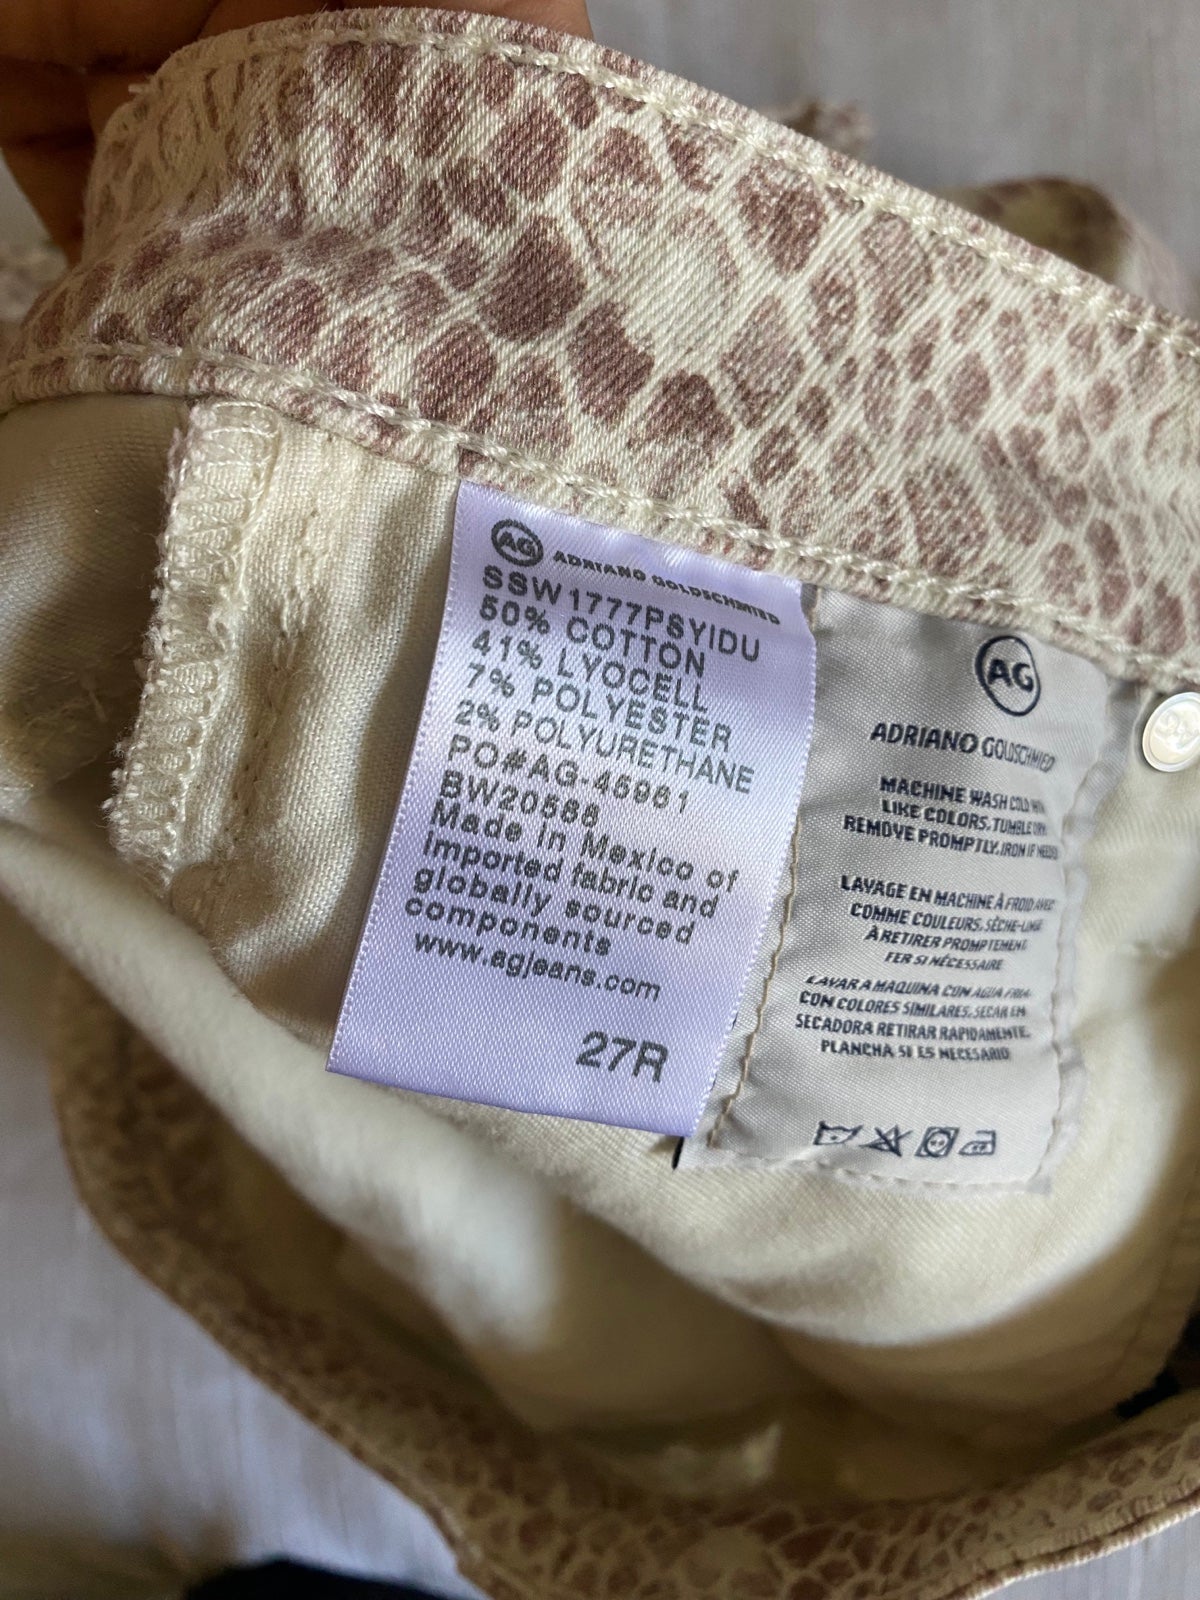 AG ADRIANO GOLDSCHMIED
SSW1777PSYIDU
50% COTTON
41% LYOCELL
7% POLYESTER
2% POLYURETHANE
PO#AG-45961
BW20568
Made in Mexico of
imported fabric and
globally sourced
components
www.agjeans.com
27R
AG
ADRIANO GOLDSCHMIED
MACHINE WASH COLD
LIKE COLORS, TUMBLE DRY,
REMOVE PROMPTLY, IRON IF NEEDED
LAVAGE EN MACHINE À FROID AVEC
COMME COULEURS, SÈCHE-LINGE
À RETIRER PROMPTEMENT
FER SI NÉCESSAIRE
LAVAR A MAQUINA CON AGUA FRIA
CON COLORES SIMILARES, SECAR EN
SECADORA RETIRAR RAPIDAMENTE.
PLANCHA SI ES NECESARIO